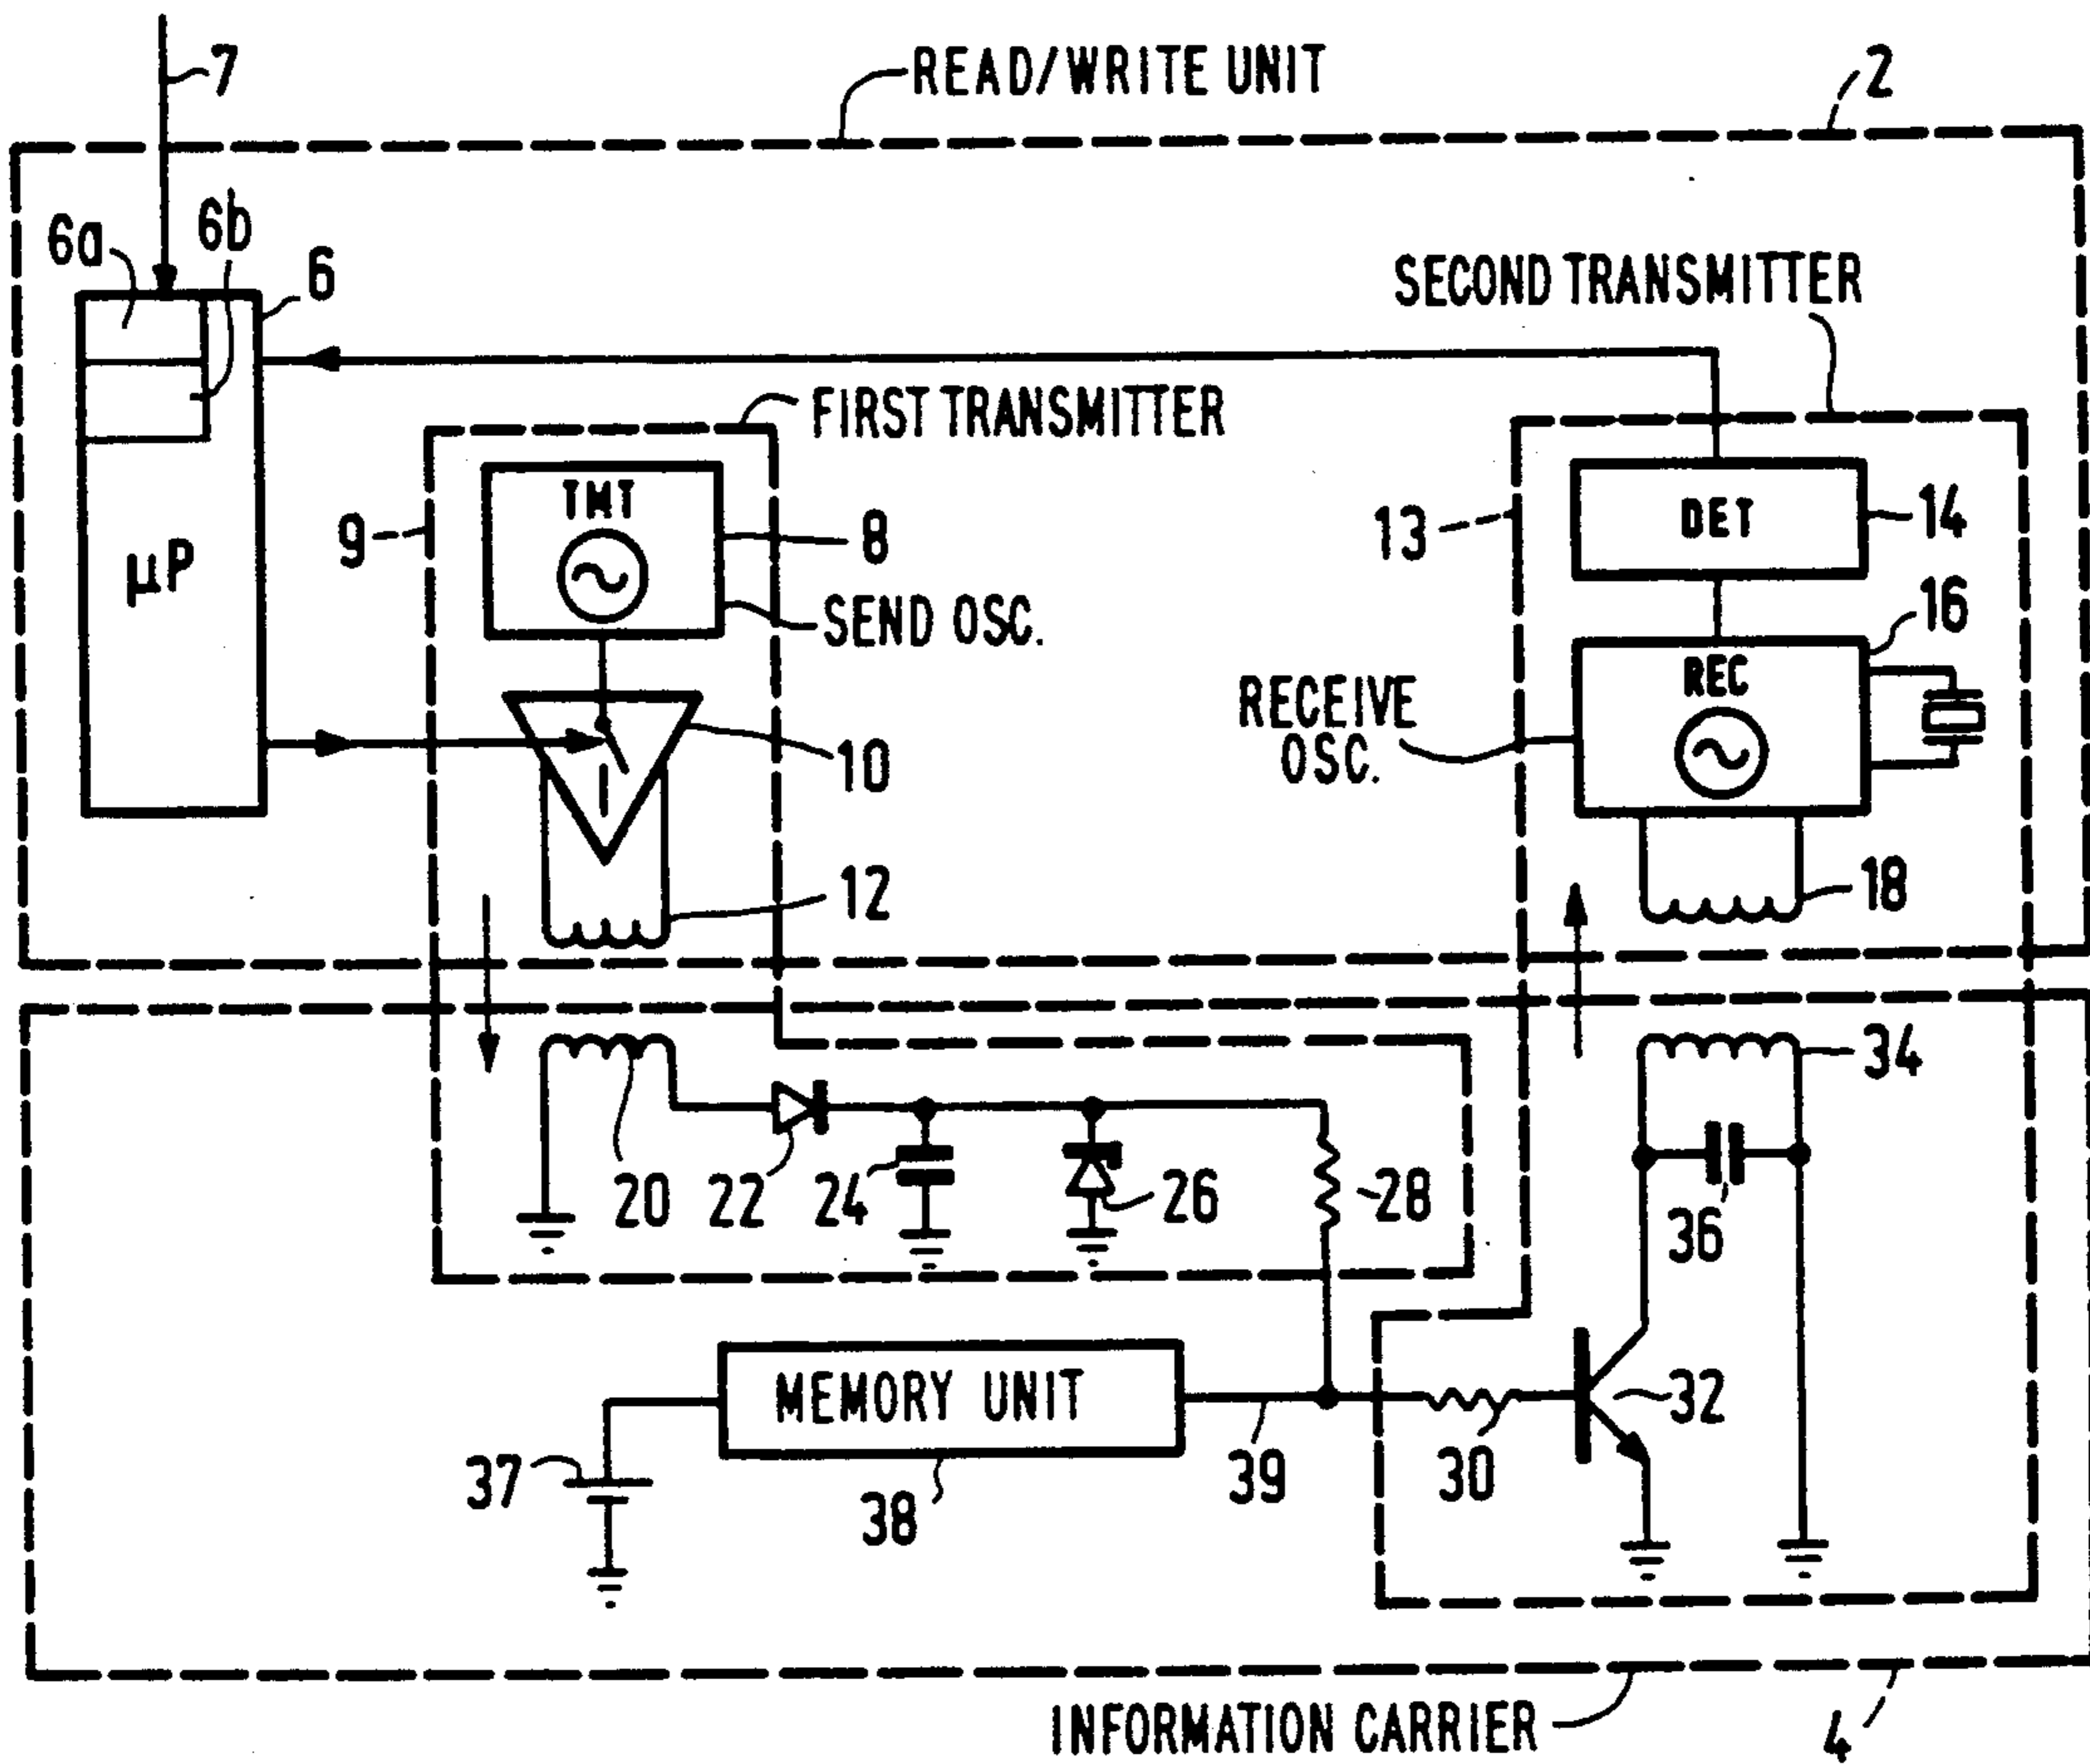 7
READ/WRITE UNIT
2
6a
6b
6
SECOND TRANSMITTER
FIRST TRANSMITTER
9
TMT
8
SEND OSC.
μP
13
DET
14
16
REC
RECEIVE
OSC.
10
12
18
34
20
22
24
26
28
36
MEMORY UNIT
37
38
39
30
32
INFORMATION CARRIER
4